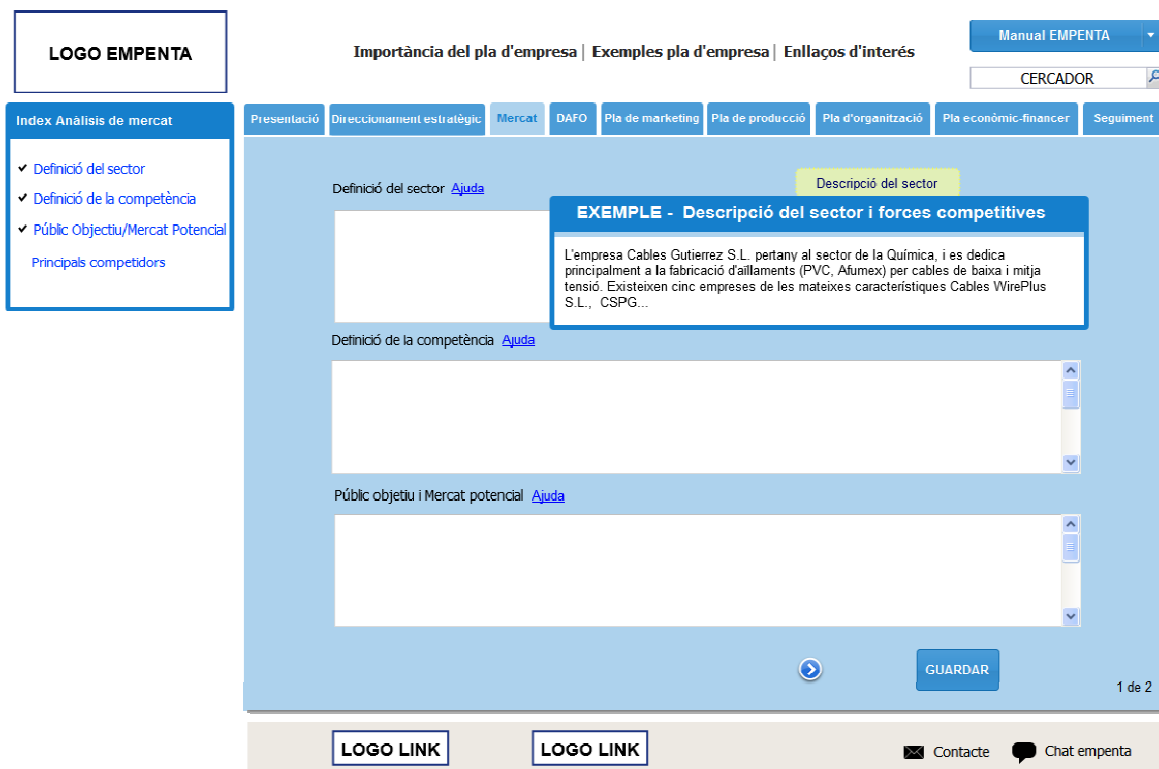 LOGO EMPENTA
Importància del pla d'empresa | Exemples pla d'empresa | Enllaços d'interés
Manual EMPENTA
CERCADOR
Index Anàlisis de mercat
Definició del sector
Definició de la competència
Públic Objectiu/Mercat Potencial
Principals competidors
Presentació
Direccionament estratègic
Mercat
DAFO
Pla de marketing
Pla de producció
Pla d'organització
Pla econòmic-financer
Seguiment
Definició del sector Ajuda
Descripció del sector
EXEMPLE - Descripció del sector i forces competitives
L'empresa Cables Gutierrez S.L. pertany al sector de la Química, i es dedica
principalment a la fabricació d'aïllaments (PVC, Afumex) per cables de baixa i mitja
tensió. Existeixen cinc empreses de les mateixes característiques Cables WirePlus
S.L., CSPG...
Definició de la competència Ajuda
Públic objetiu i Mercat potencial Ajuda
GUARDAR
1 de 2
LOGO LINK
LOGO LINK
Contacte
Chat empenta